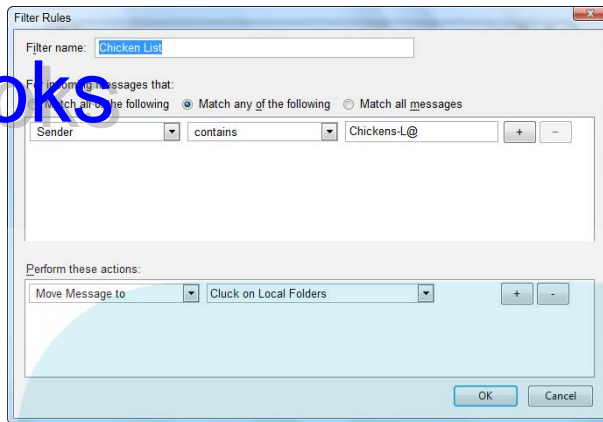 Filter Rules
Filter name: Chicken List
For incoming messages that:
Match all of the following Match any of the following Match all messages
oks
Sender contains Chickens-L@ + -
Perform these actions:
Move Message to Cluck on Local Folders + -
OK Cancel